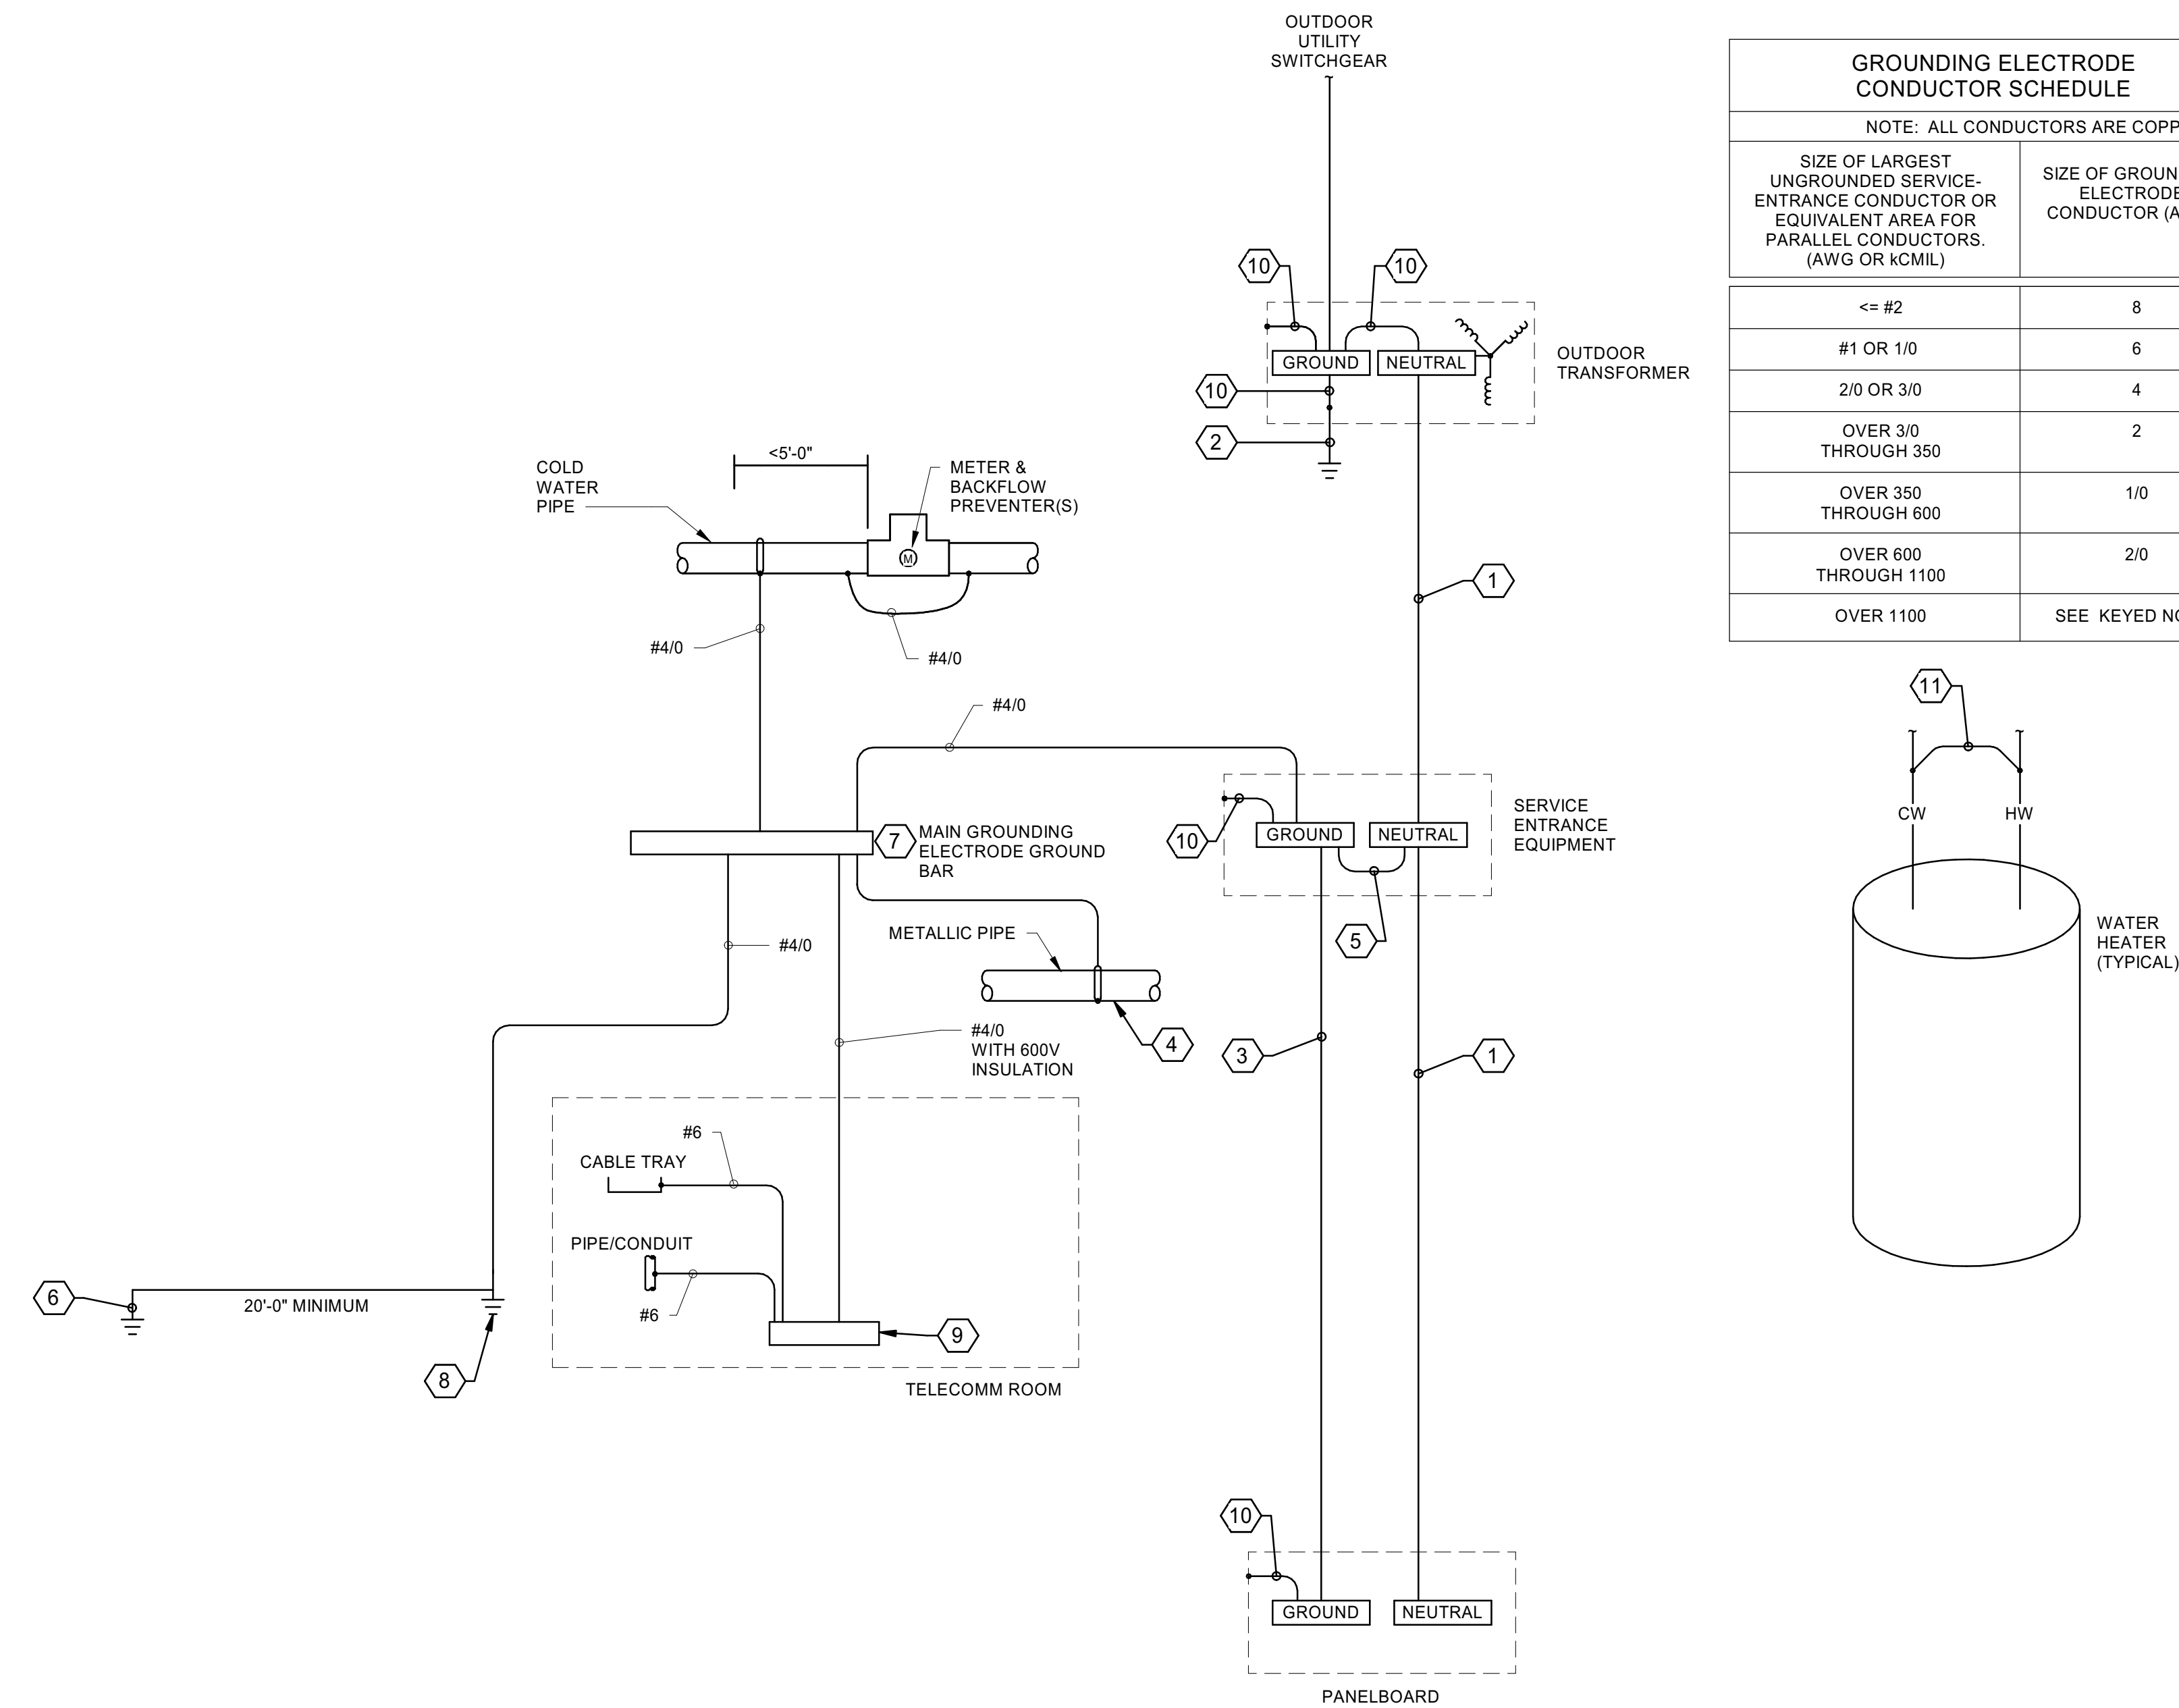 OUTDOOR
UTILITY
SWITCHGEAR
GROUNDING ELECTRODE
CONDUCTOR SCHEDULE
NOTE: ALL CONDUCTORS ARE
SIZE OF LARGEST
UNGROUNDED SERVICE-
ENTRANCE CONDUCTOR OR
EQUIVALENT AREA FOR
PARALLEL CONDUCTORS.
(AWG OR kCMIL)
SIZE OF
ELECTRODE
CONDUCTOR
<= #2
8
#1 OR 1/0
6
2/0 OR 3/0
4
OVER 3/0
THROUGH 350
2
OVER 350
THROUGH 600
1/0
OVER 600
THROUGH 1100
2/0
OVER 1100
SEE KEYED
10
10
GROUND
NEUTRAL
OUTDOOR
TRANSFORMER
10
2
<5'-0"
COLD
WATER
PIPE
METER &
BACKFLOW
PREVENTER(S)
M
1
#4/0
#4/0
#4/0
11
CW
HW
WATER
HEATER
(TYPICAL)
7
MAIN GROUNDING
ELECTRODE GROUND
BAR
10
GROUND
NEUTRAL
SERVICE
ENTRANCE
EQUIPMENT
5
METALLIC PIPE
#4/0
4
#4/0
WITH 600V
INSULATION
3
1
#6
CABLE TRAY
PIPE/CONDUIT
#6
9
TELECOMM ROOM
6
20'-0" MINIMUM
8
10
GROUND
NEUTRAL
PANELBOARD